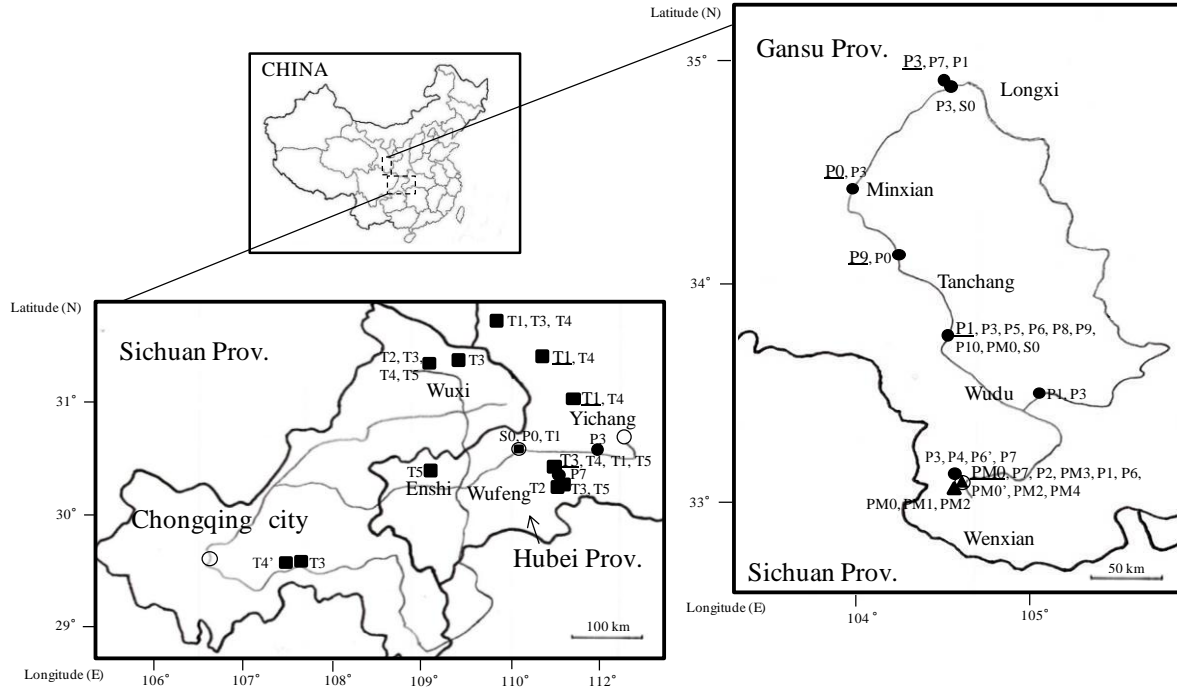 Latitude (N)
CHINA
Gansu Prov.
35˚
P3, P7, P1
Longxi
P3, S0
P0, P3
Minxian
P9, P0
34˚
Tanchang
P1, P3, P5, P6, P8, P9,
P10, PM0, S0
Wudu
P1, P3
P3, P4, P6’, P7
PM0, P7, P2, PM3, P1, P6,
PM0’, PM2, PM4
33˚
PM0, PM1, PM2
Wenxian
Sichuan Prov.
50 km
Longitude (E)
104˚
105˚
Latitude (N)
Sichuan Prov.
T1, T3, T4
T2, T3,
T4, T5
T3
T1, T4
Wuxi
31˚
T1, T4
Yichang
S0, P0, T1
P3
T5
T3, T4, T1, T5
P7
Enshi
Wufeng
T2
T3, T5
30˚
Chongqing city
Hubei Prov.
T4’
T3
29˚
100 km
Longitude (E)
106˚
107˚
108˚
109˚
110˚
112˚